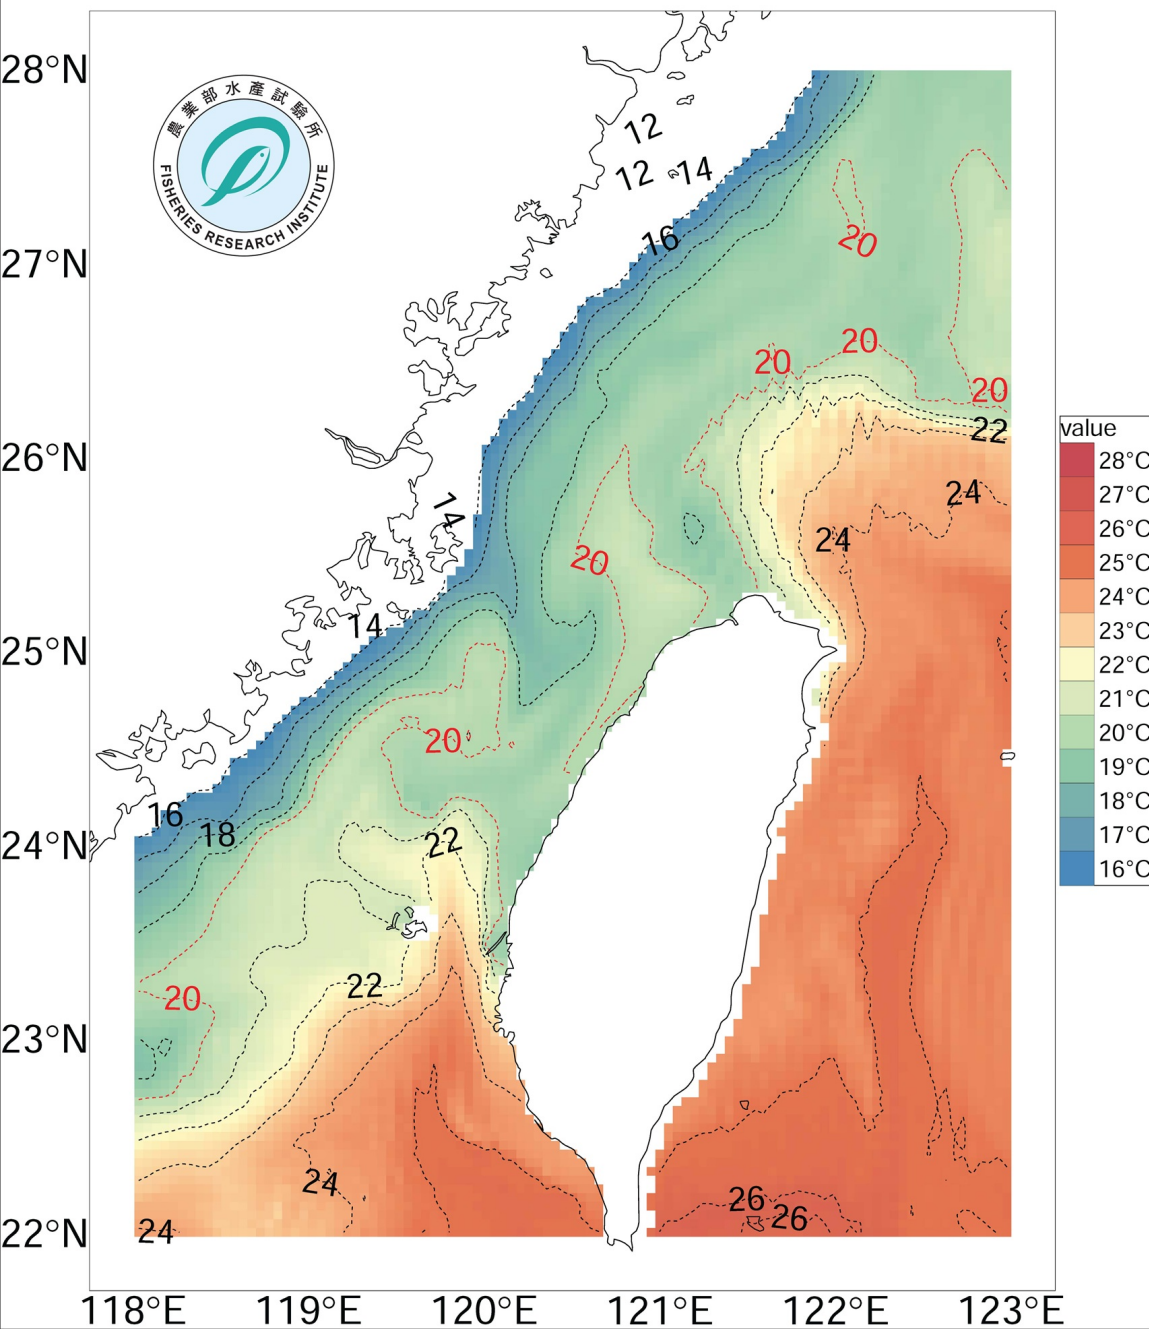 28°N
27°N
26°N
25°N
24°N
23°N
22°N
118°E 119°E 120°E 121°E 122°E 123°E
農業部水產試驗所
FISHERIES RESEARCH INSTITUTE
12
12 14
16
20
20
20
20
22
14
24
24
20
14
20
16
18
22
22
20
24
24
26
26
value
28°C
27°C
26°C
25°C
24°C
23°C
22°C
21°C
20°C
19°C
18°C
17°C
16°C